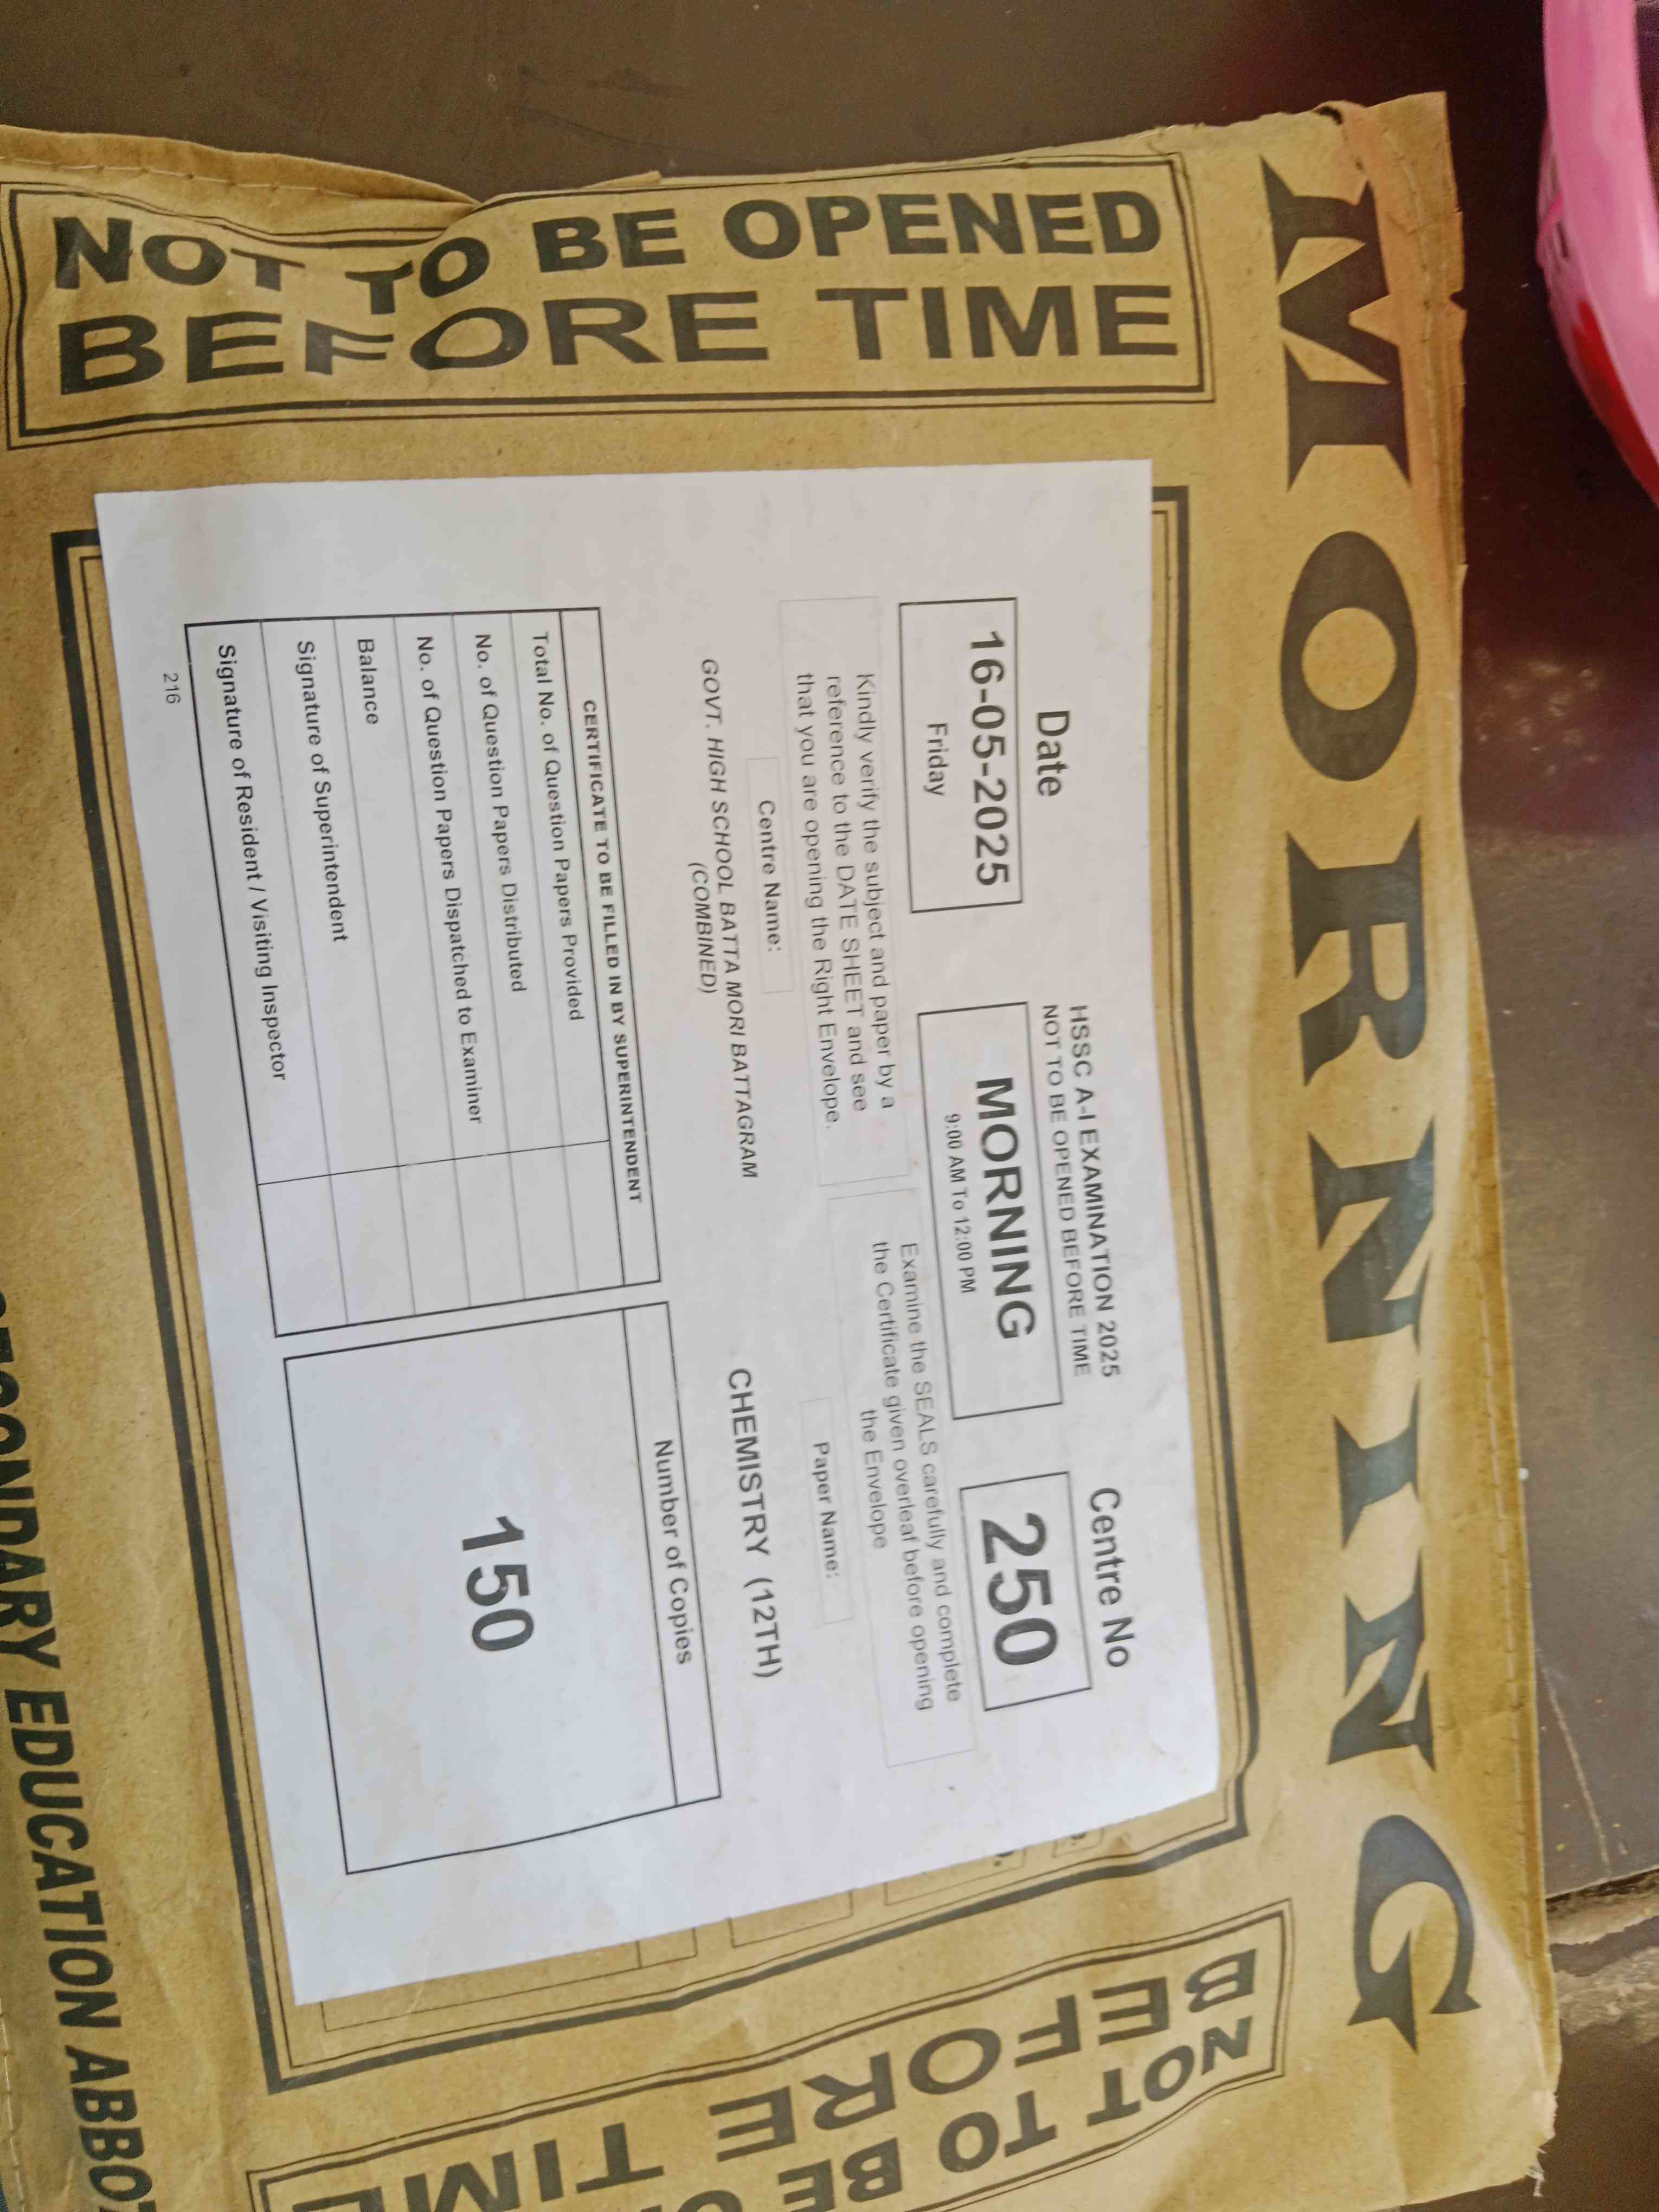 MORNING
NOT TO BE OPENED
BEFORE TIME
HSSC A-I EXAMINATION 2025
NOT TO BE OPENED BEFORE TIME
Date
Centre No
16-05-2025
Friday
MORNING
9:00 AM To 12:00 PM
250
Kindly verify the subject and paper by a
reference to the DATE SHEET and see
that you are opening the Right Envelope.
Examine the SEALS carefully and complete
the Certificate given overleaf before opening
the Envelope
Centre Name:
Paper Name:
GOVT. HIGH SCHOOL BATTA MORI BATTAGRAM
(COMBINED)
CHEMISTRY (12TH)
CERTIFICATE TO BE FILLED IN BY SUPERINTENDENT
Total No. of Question Papers Provided
No. of Question Papers Distributed
No. of Question Papers Dispatched to Examiner
Balance
Signature of Superintendent
Signature of Resident / Visiting Inspector
Number of Copies
150
216
NOT TO BE
BEFORE TIM
SECONDARY EDUCATION ABBO